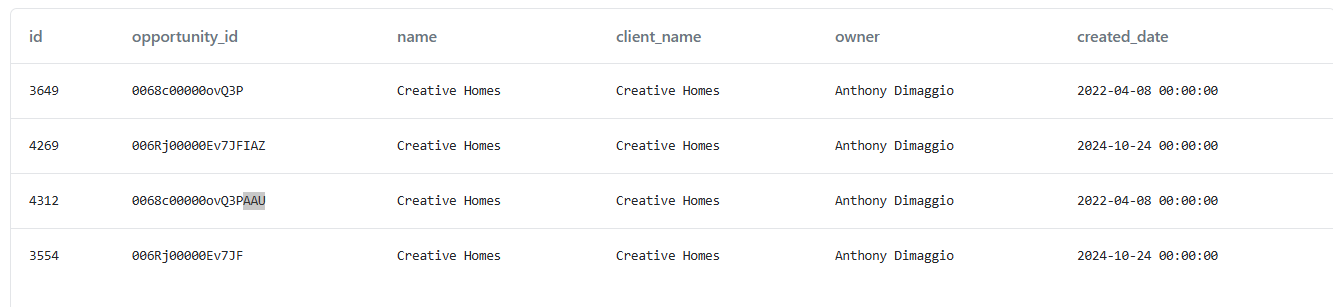 id opportunity_id name client_name owner created_date
3649 0068c00000ovQ3P Creative Homes Creative Homes Anthony Dimaggio 2022-04-08 00:00:00
4269 006Rj00000Ev7JFIAZ Creative Homes Creative Homes Anthony Dimaggio 2024-10-24 00:00:00
4312 0068c00000ovQ3PAAU Creative Homes Creative Homes Anthony Dimaggio 2022-04-08 00:00:00
3554 006Rj00000Ev7JF Creative Homes Creative Homes Anthony Dimaggio 2024-10-24 00:00:00